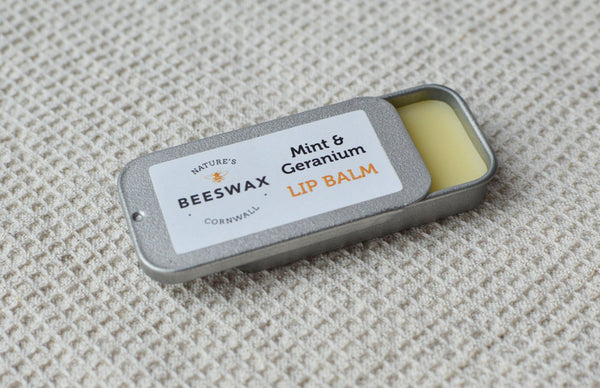 NATURE'S
BEESWAX
CORNWALL
Mint &
Geranium
LIP BALM